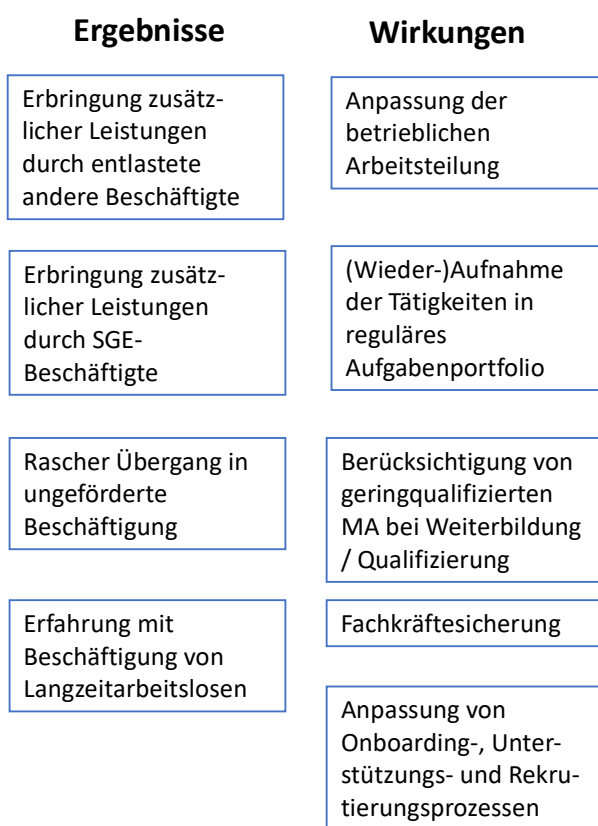 Ergebnisse
Erbringung zusätz-
licher Leistungen
durch entlastete
andere Beschäftigte
Erbringung zusätz-
licher Leistungen
durch SGE-
Beschäftigte
Rascher Übergang in
ungeförderte
Beschäftigung
Erfahrung mit
Beschäftigung von
Langzeitarbeitslosen
Wirkungen
Anpassung der
betrieblichen
Arbeitsteilung
(Wieder-)Aufnahme
der Tätigkeiten in
reguläres
Aufgabenportfolio
Berücksichtigung von
geringqualifizierten
MA bei Weiterbildung
/ Qualifizierung
Fachkräftesicherung
Anpassung von
Onboarding-, Unter-
stützungs- und Rekru-
tierungsprozessen